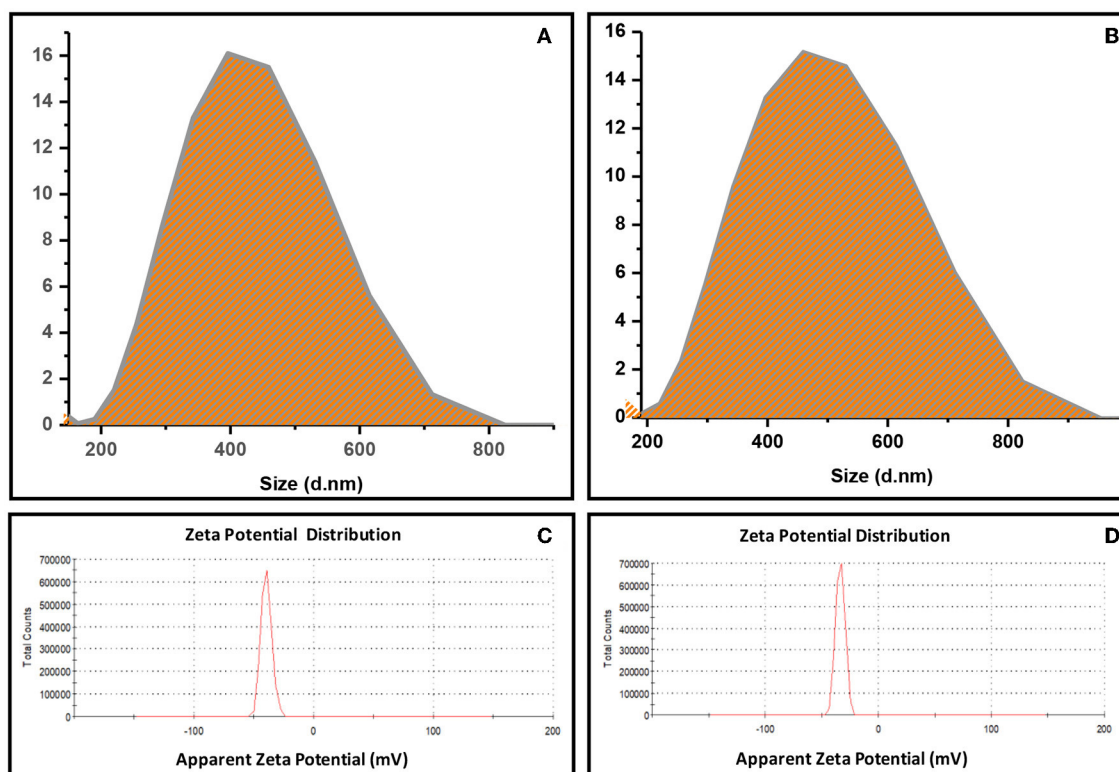 A
16
14
12
10
8
6
4
2
0
200 400 600 800
Size (d.nm)
B
16
14
12
10
8
6
4
2
0
200 400 600 800
Size (d.nm)
Zeta Potential Distribution C
700000
600000
500000
400000
300000
200000
100000
0
Total Counts
-100 0 100 200
Apparent Zeta Potential (mV)
Zeta Potential Distribution D
700000
600000
500000
400000
300000
200000
100000
0
Total Counts
-100 0 100 200
Apparent Zeta Potential (mV)